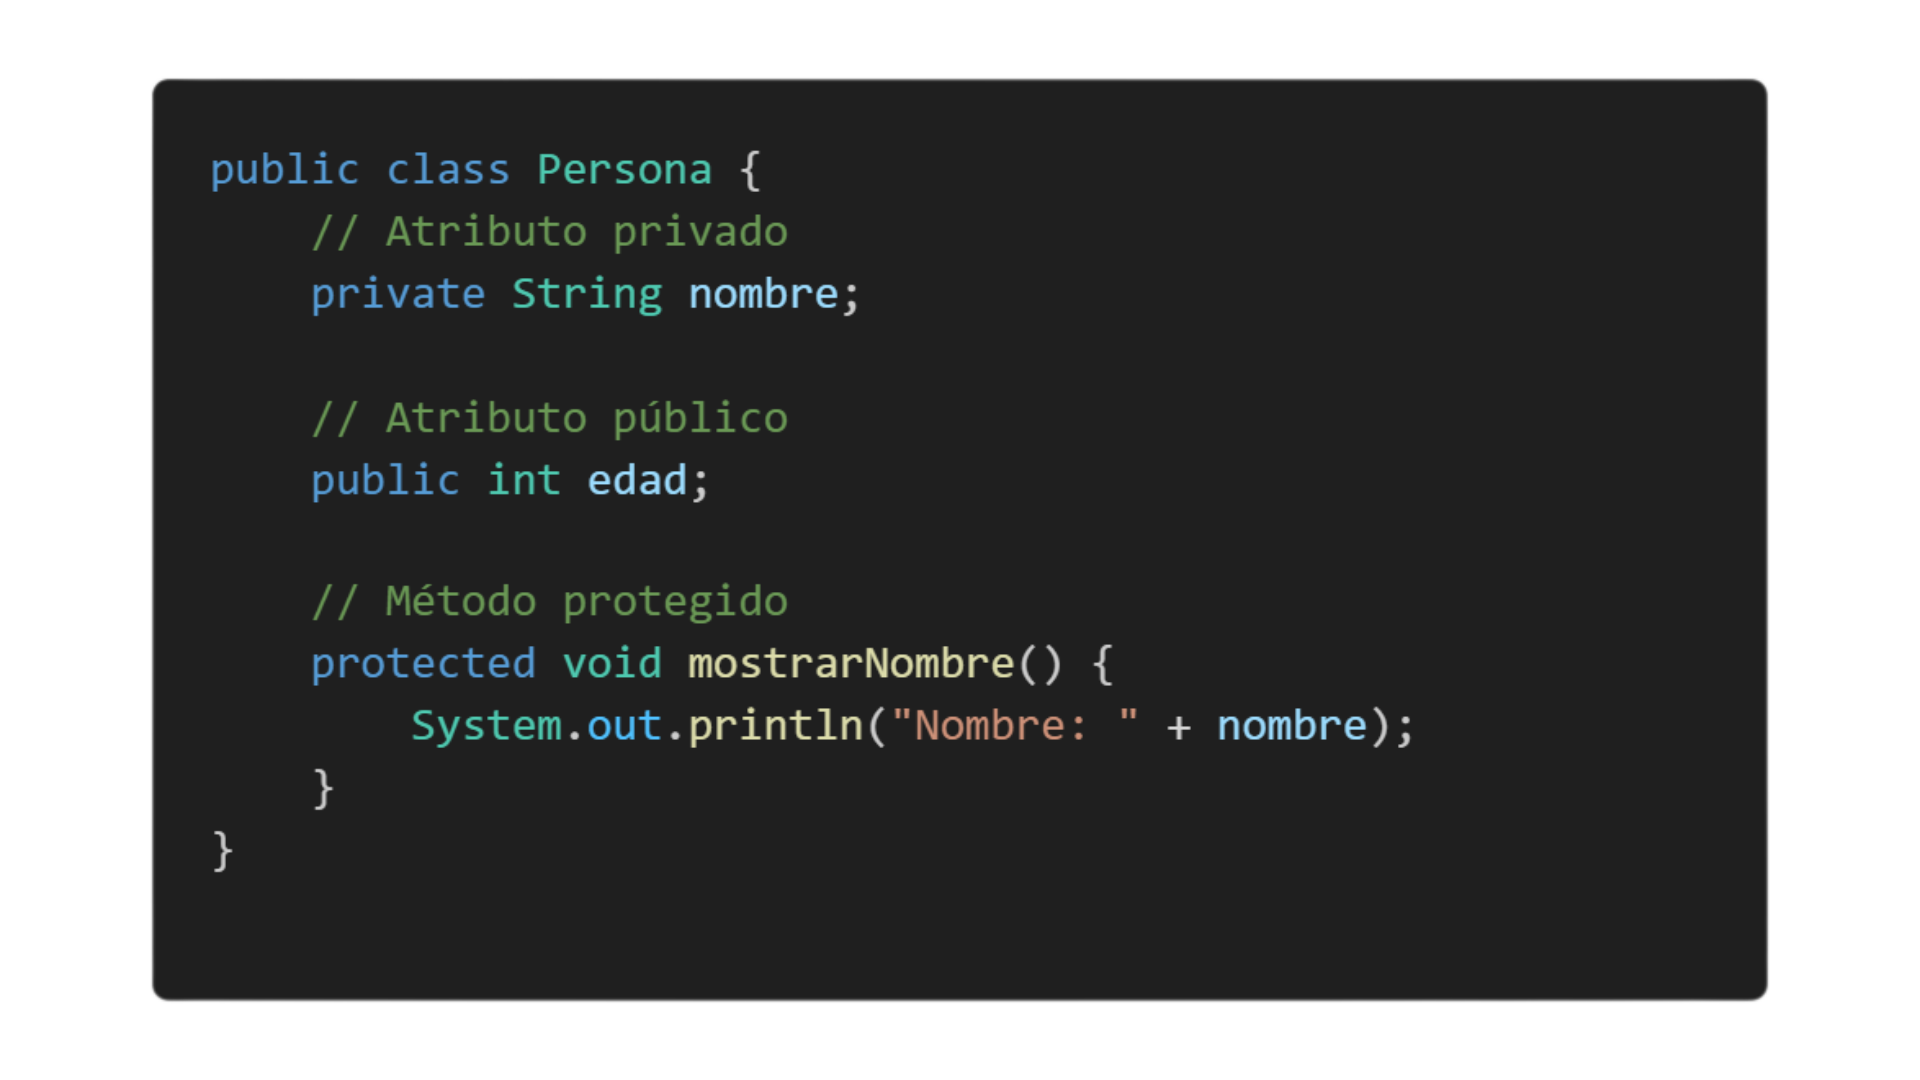 public class Persona {
// Atributo privado
private String nombre;
// Atributo público
public int edad;
// Método protegido
protected void mostrarNombre() {
System.out.println("Nombre: " + nombre);
}
}